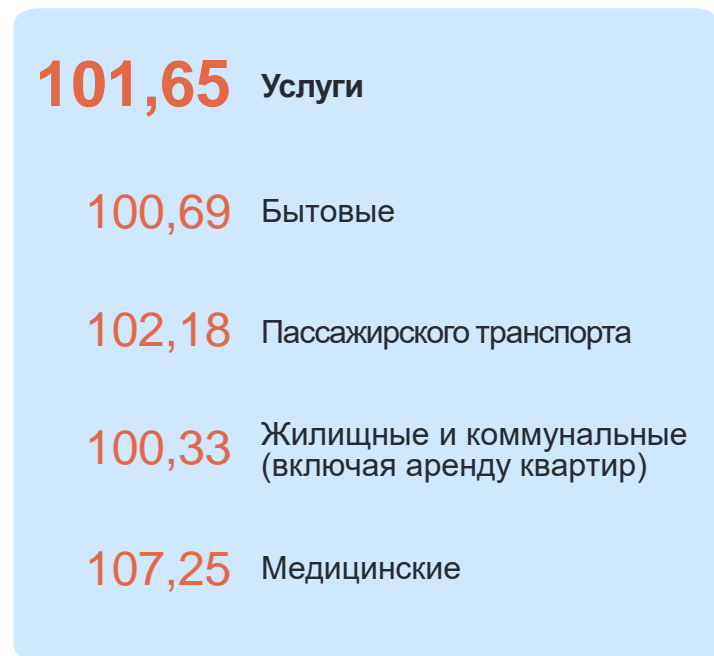 101,65 Услуги
100,69 Бытовые
102,18 Пассажирского транспорта
100,33 Жилищные и коммунальные
(включая аренду квартир)
107,25 Медицинские